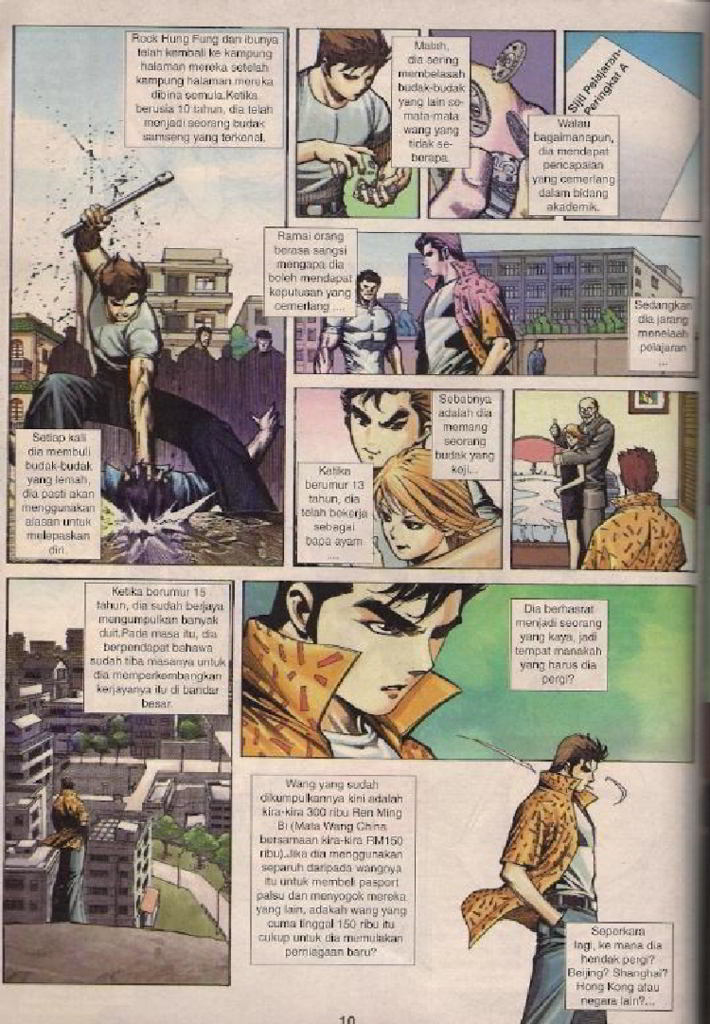 Rock Hung Fung dan ibunya
telah kembali ke kampung
halaman mereka setelah
kampung halaman mereka
dibina semula.Ketika
berusia 10 tahun, dia telah
menjadi seorang budak
samseng yang terkenal.
Malah,
dia sering
membelasah
budak-budak
yang lain se-
mata-mata
wang yang
tidak se-
berapa.
Sijil Pelajaran-
Peringkat A
Walau
bagaimanapun,
dia mendapat
pencapaian
yang cemerlang
dalam bidang
akademik.
Ramai orang
berasa sangsi
mengapa dia
boleh mendapat
keputusan yang
cemerlang ....
Sedangkan
dia jarang
menelaah
pelajaran
...
Setiap kali
dia membuli
budak-budak
yang lemah,
dia pasti akan
menggunakan
alasan untuk
melepaskan
diri.
Sebabnya
adalah dia
memang
seorang
budak yang
keji...
Ketika
berumur 13
tahun, dia
telah bekerja
sebagai
bapa ayam
...
Ketika berumur 15
tahun, dia sudah berjaya
mengumpulkan banyak
duit.Pada masa itu, dia
berpendapat bahawa
sudah tiba masanya untuk
dia memperkembangkan
kerjayanya itu di bandar
besar.
Dia berhasrat
menjadi seorang
yang kaya, jadi
tempat manakah
yang harus dia
pergi?
Wang yang sudah
dikumpulkannya kini adalah
kira-kira 300 ribu Ren Ming
Bi (Mata Wang China
bersamaan kira-kira RM150
ribu).Jika dia menggunakan
separuh daripada wangnya
itu untuk membeli pasport
palsu dan menyogok mereka
yang lain, adakah wang yang
cuma tinggal 150 ribu itu
cukup untuk dia memulakan
perniagaan baru?
Seperkara
lagi, ke mana dia
hendak pergi?
Beijing? Shanghai?
Hong Kong atau
negara lain?...
10